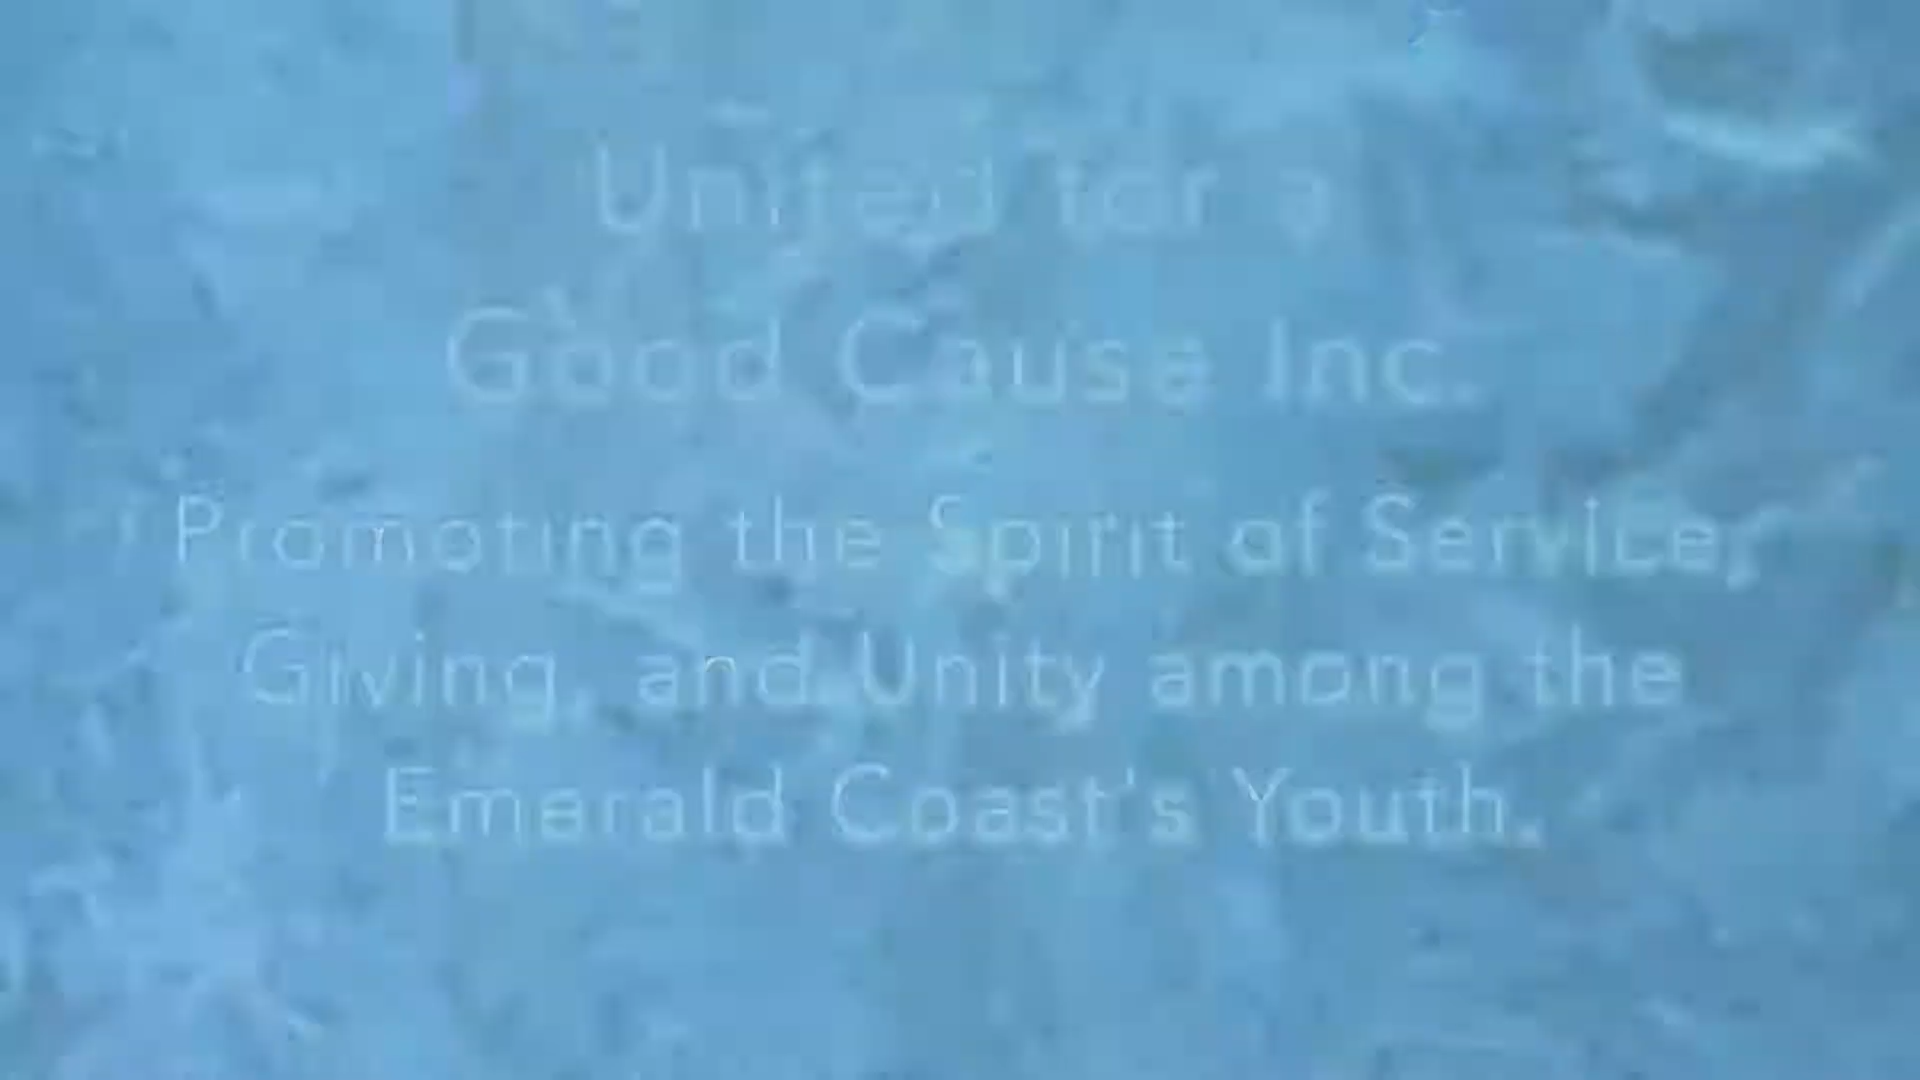 United for a
Good Cause Inc.
Promoting the Spirit of Service,
Giving, and Unity among the
Emerald Coast's Youth.